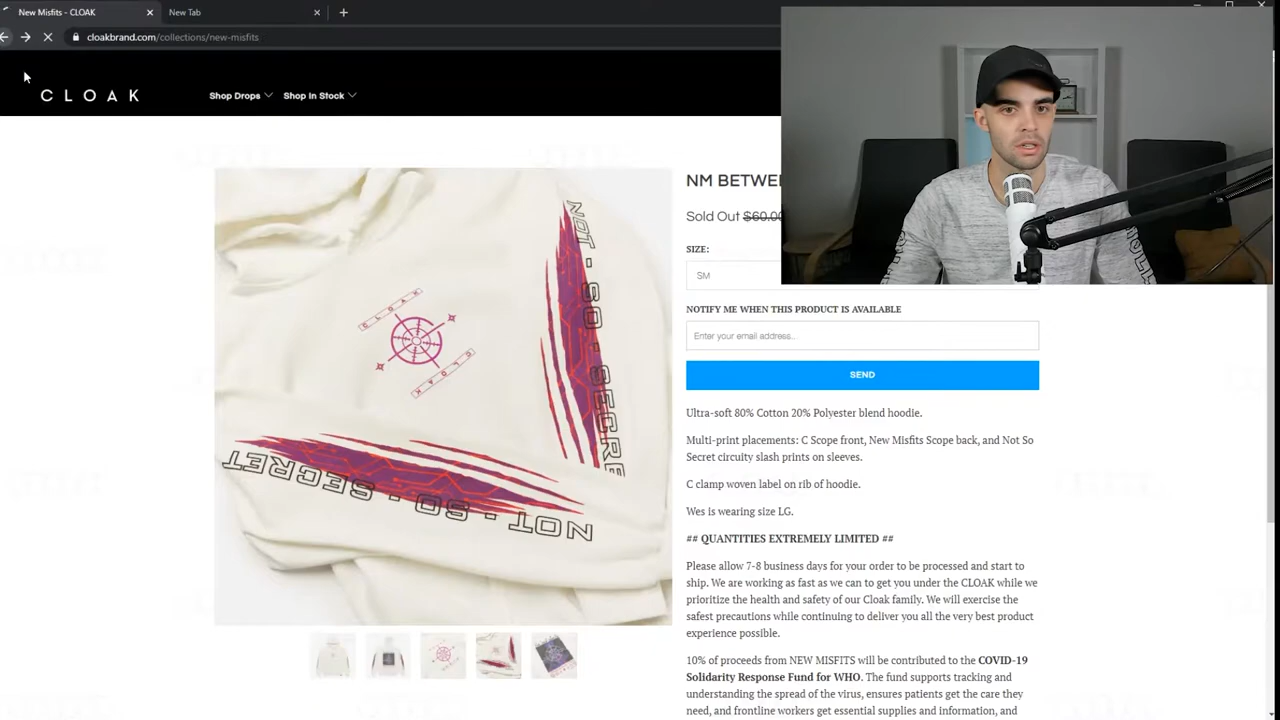 New Misfits - CLOAK
New Tab
cloakbrand.com/collections/new-misfits
CLOAK
Shop Drops
Shop In Stock
NM BETWE
Sold Out $60.00
SIZE:
SM
NOTIFY ME WHEN THIS PRODUCT IS AVAILABLE
Enter your email address...
SEND
Ultra-soft 80% Cotton 20% Polyester blend hoodie.
Multi-print placements: C Scope front, New Misfits Scope back, and Not So
Secret circuity slash prints on sleeves.
C clamp woven label on rib of hoodie.
Wes is wearing size LG.
## QUANTITIES EXTREMELY LIMITED ##
Please allow 7-8 business days for your order to be processed and start to
ship. We are working as fast as we can to get you under the CLOAK while we
prioritize the health and safety of our Cloak family. We will exercise the
safest precautions while continuing to deliver you all the very best product
experience possible.
10% of proceeds from NEW MISFITS will be contributed to the COVID-19
Solidarity Response Fund for WHO. The fund supports tracking and
understanding the spread of the virus, ensures patients get the care they
need, and frontline workers get essential supplies and information, and
CLOAK
CLOAK
NOT - SO - SECRE
NOT - SO - SECRET